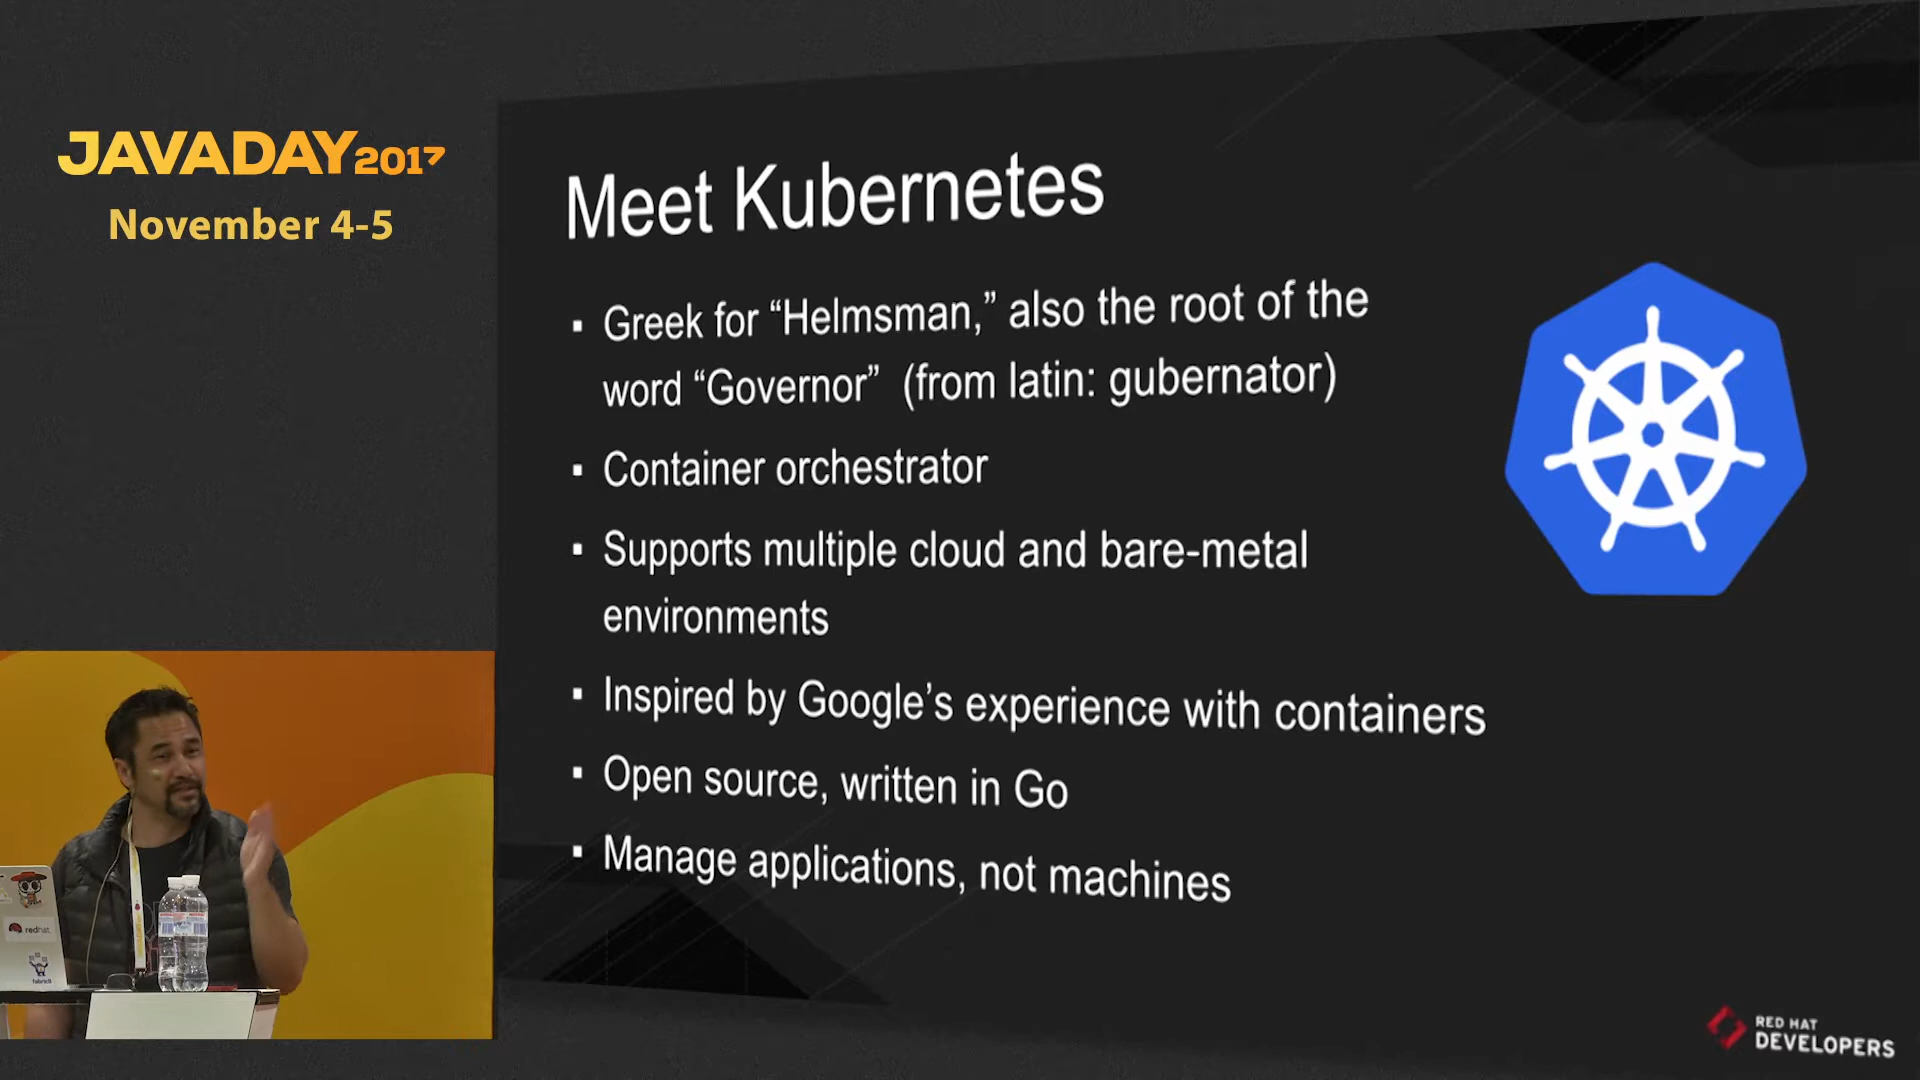 JAVADAY2017
November 4-5
Meet Kubernetes
▪ Greek for “Helmsman,” also the root of the
word “Governor” (from latin: gubernator)
▪ Container orchestrator
▪ Supports multiple cloud and bare-metal
environments
▪ Inspired by Google’s experience with containers
▪ Open source, written in Go
▪ Manage applications, not machines
redhat
fabric8
RED HAT
DEVELOPERS